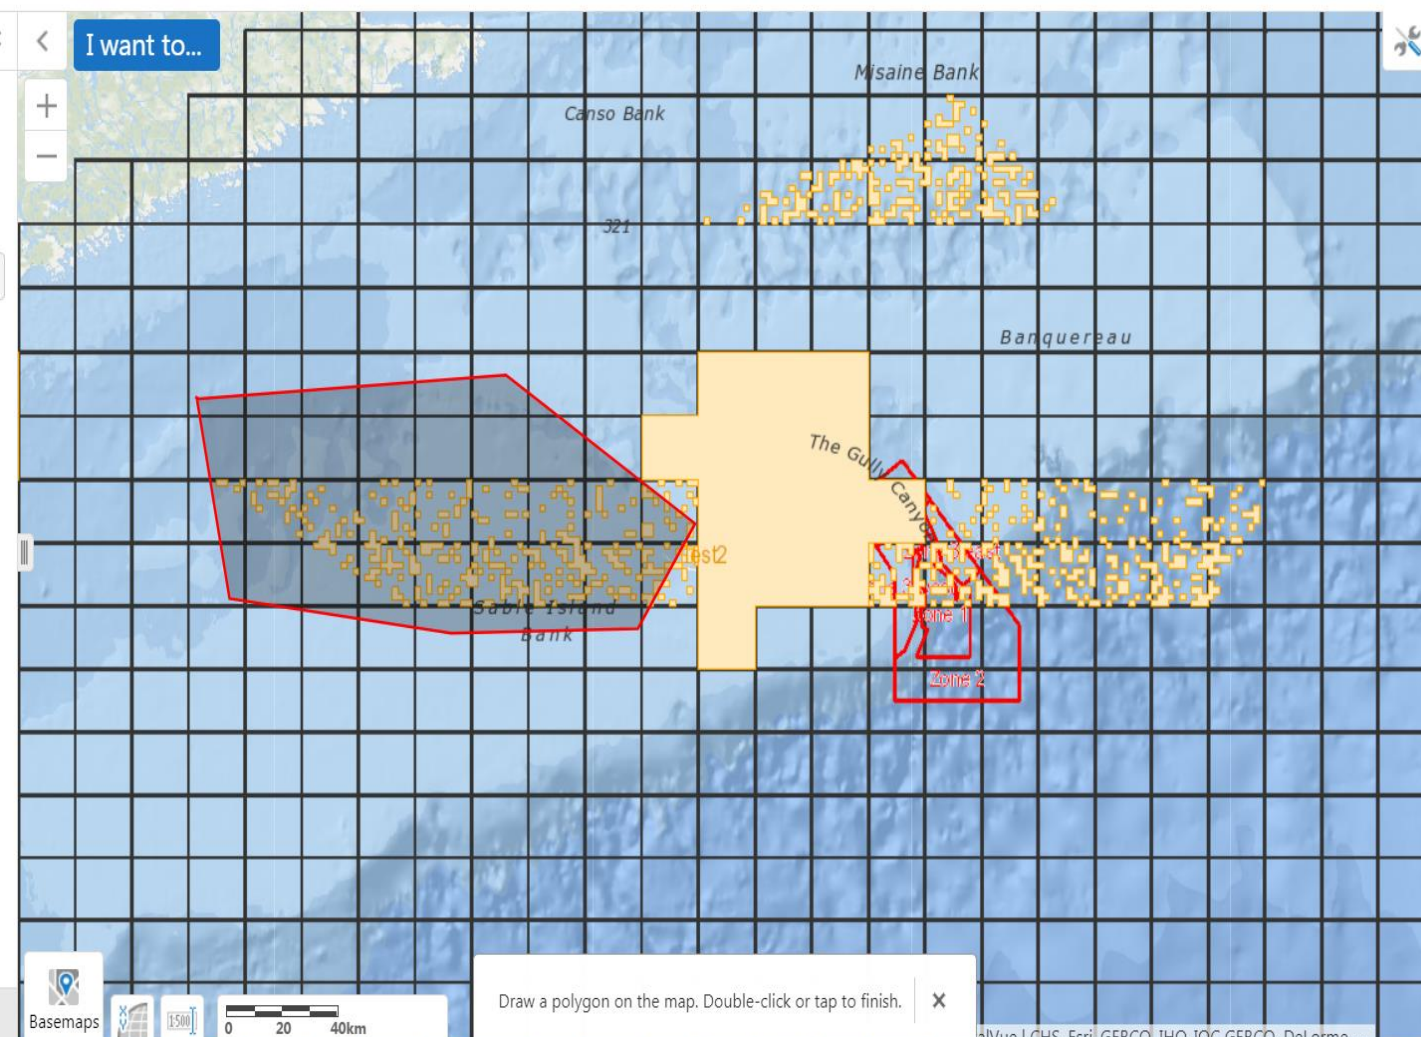 I want to...
Misaine Bank
Canso Bank
321
Banquereau
The Gully Canyon
Test2
Zone 1
Sable Island
Bank
Zone 2
Draw a polygon on the map. Double-click or tap to finish.
Basemaps
1:500
0 20 40km
CHS, Esri, GEBCO, IHO-IOC GEBCO, DeLorme